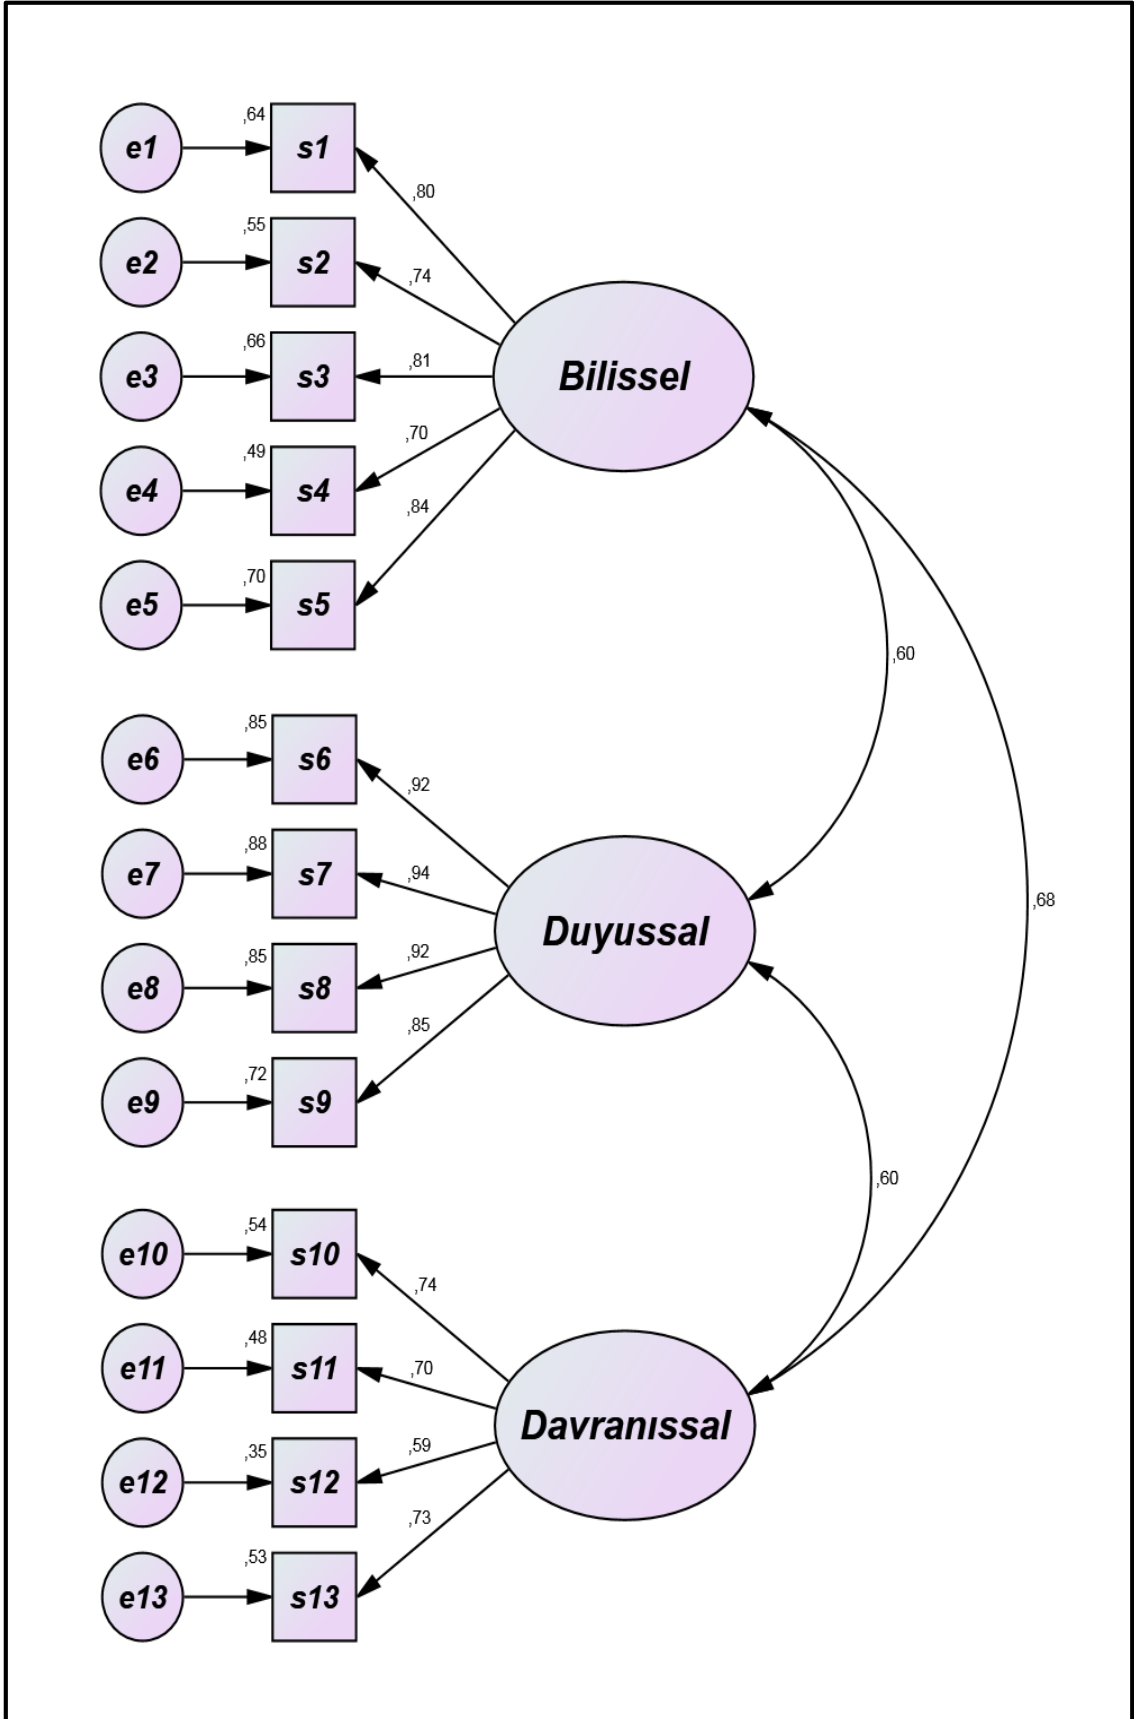 ,64
e1
s1
,80
,55
e2
s2
,74
,66
e3
s3
,81
Bilissel
,49
e4
s4
,70
,70
e5
s5
,84
,60
,85
e6
s6
,92
,88
e7
s7
,94
,68
Duyussal
,85
e8
s8
,92
,72
e9
s9
,85
,60
,54
e10
s10
,74
,48
e11
s11
,70
Davranıssal
,35
e12
s12
,59
,53
e13
s13
,73